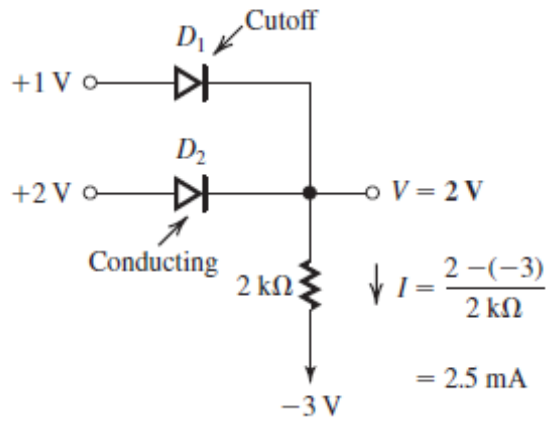 Cutoff
D₁
+1 V
D₂
+2 V
V = 2 V
Conducting
2 kΩ
I = 2 −(−3) / 2 kΩ
= 2.5 mA
−3 V